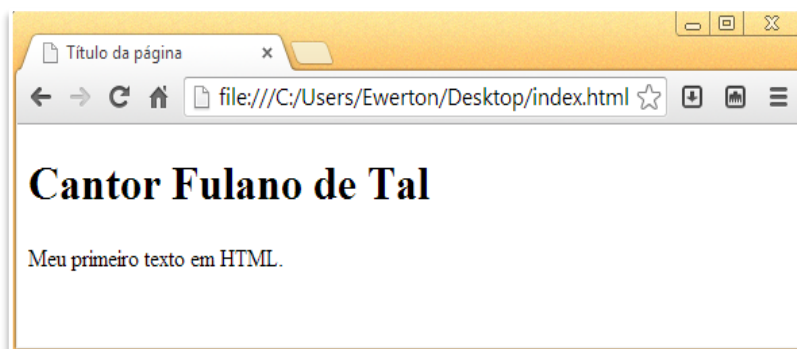 Título da página
file:///C:/Users/Ewerton/Desktop/index.html
Cantor Fulano de Tal
Meu primeiro texto em HTML.